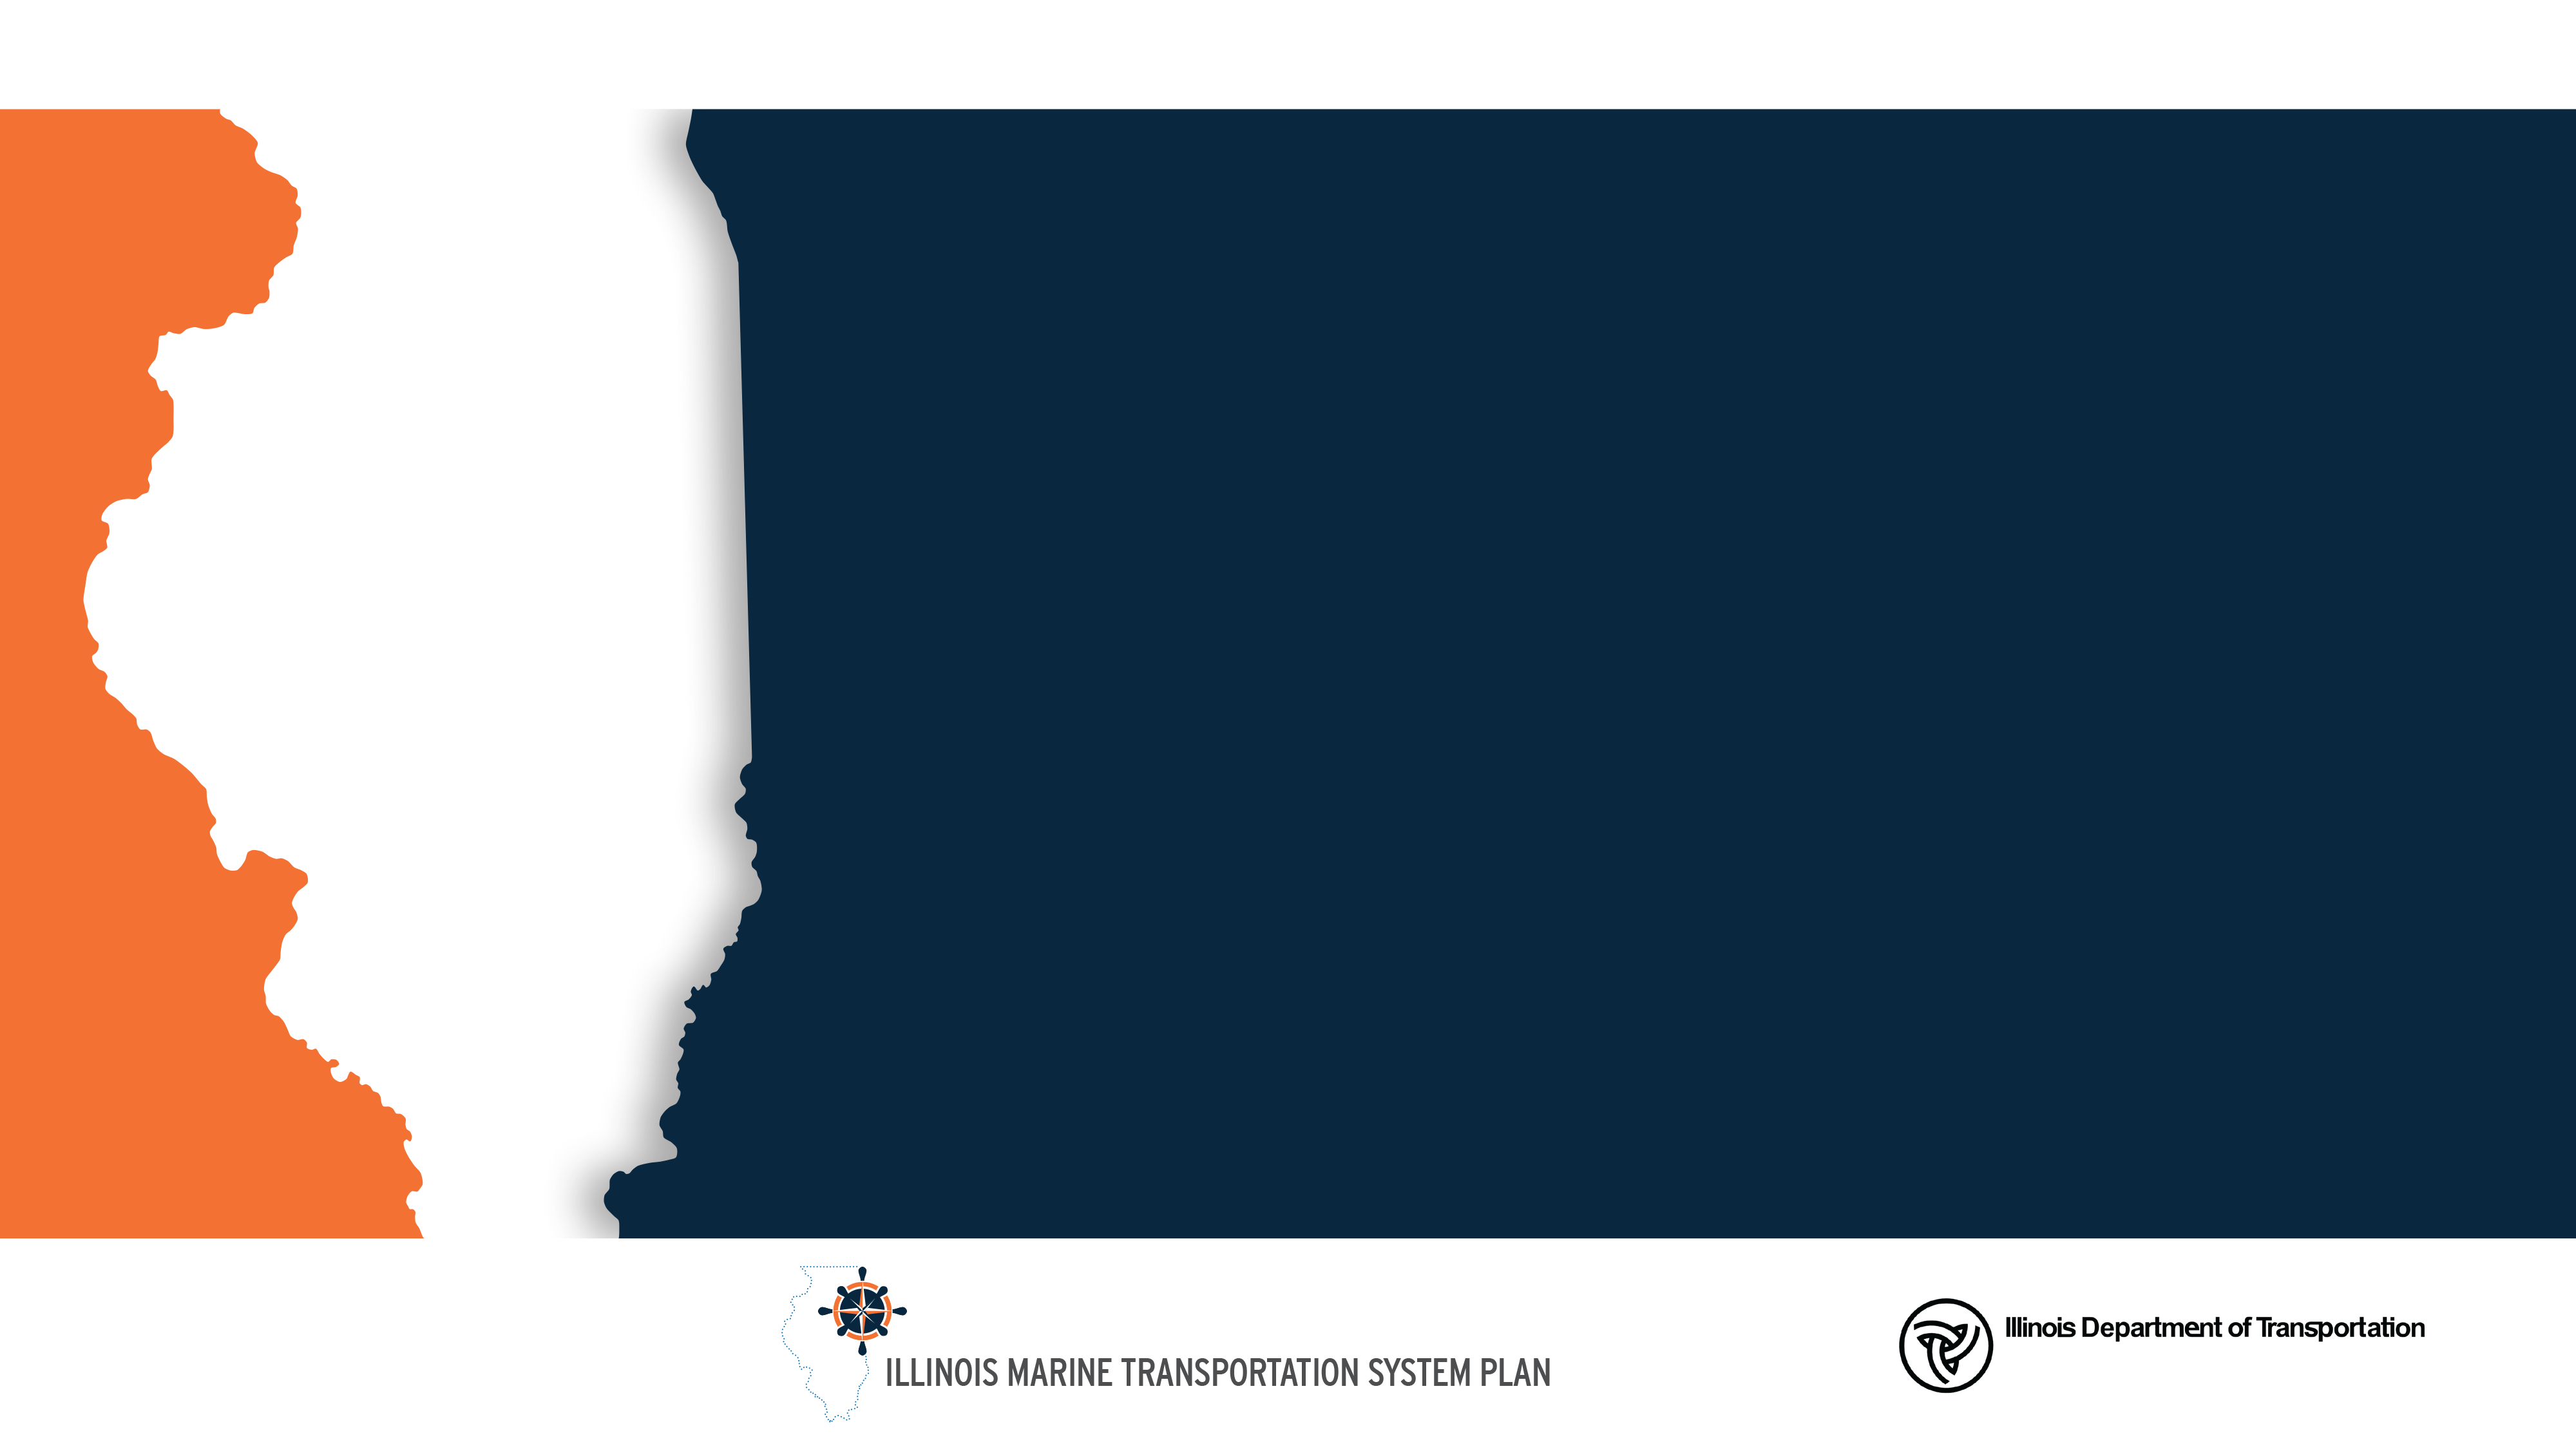 ILLINOIS MARINE TRANSPORTATION SYSTEM PLAN
Illinois Department of Transportation